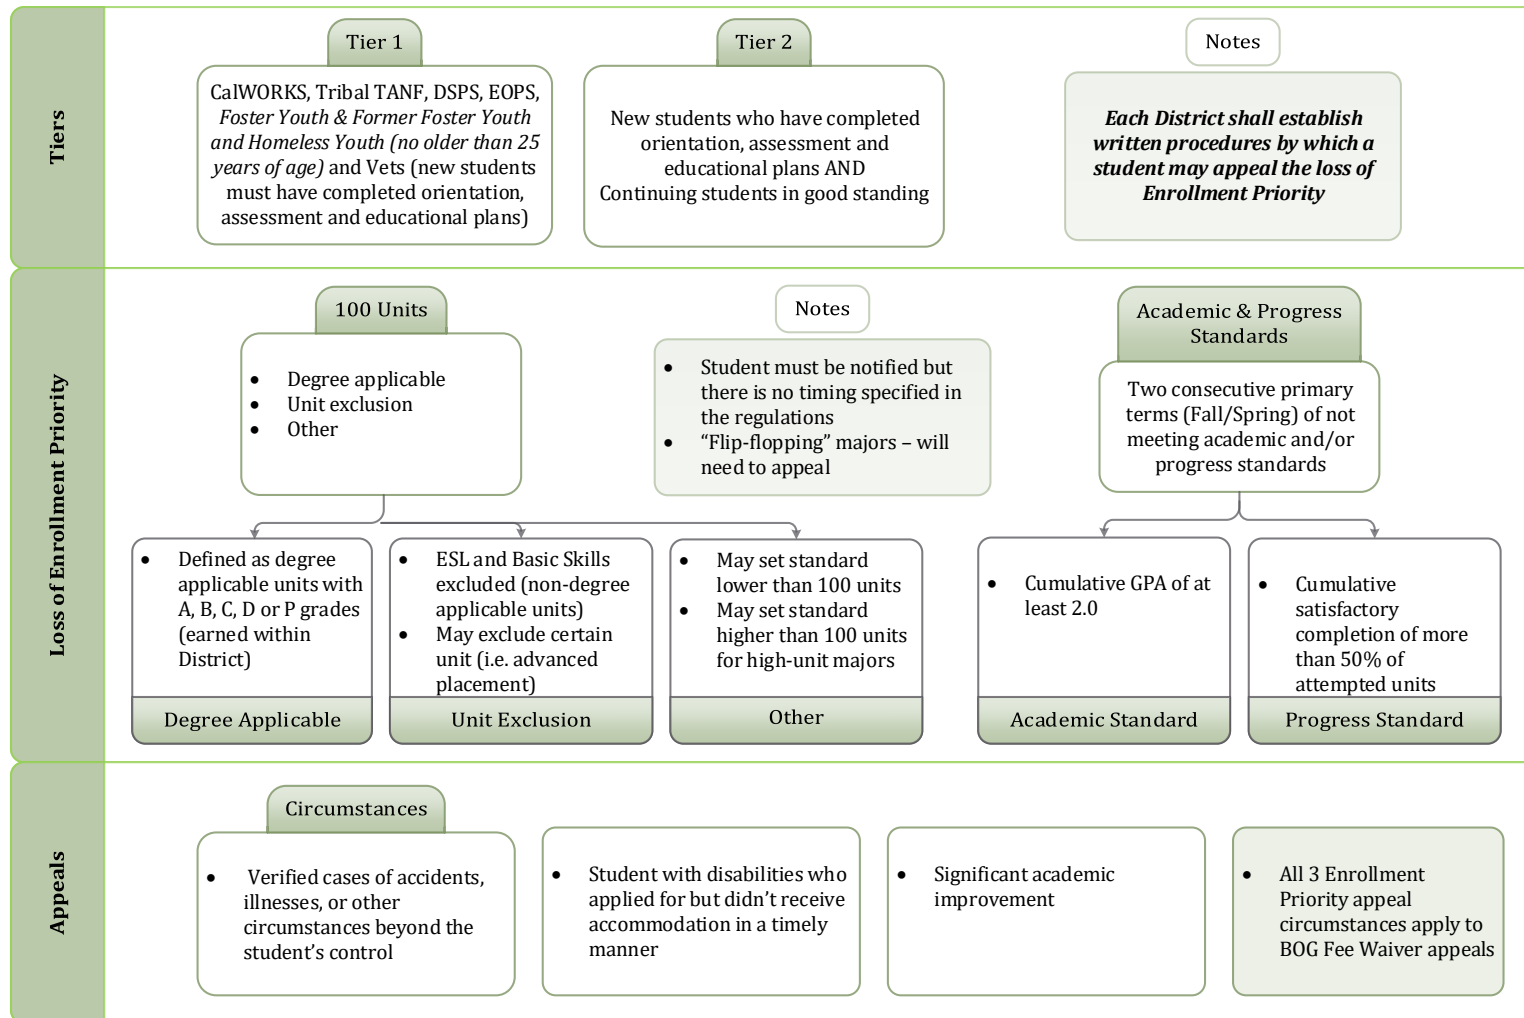 Tiers
Tier 1
CalWORKS, Tribal TANF, DSPS, EOPS,
Foster Youth & Former Foster Youth
and Homeless Youth (no older than 25
years of age) and Vets (new students
must have completed orientation,
assessment and educational plans)
Tier 2
New students who have completed
orientation, assessment and
educational plans AND
Continuing students in good standing
Notes
Each District shall establish
written procedures by which a
student may appeal the loss of
Enrollment Priority
Loss of Enrollment Priority
100 Units
• Degree applicable
• Unit exclusion
• Other
Notes
• Student must be notified but
there is no timing specified in
the regulations
• “Flip-flopping” majors – will
need to appeal
Academic & Progress
Standards
Two consecutive primary
terms (Fall/Spring) of not
meeting academic and/or
progress standards
• Defined as degree
applicable units with
A, B, C, D or P grades
(earned within
District)
Degree Applicable
• ESL and Basic Skills
excluded (non-degree
applicable units)
• May exclude certain
unit (i.e. advanced
placement)
Unit Exclusion
• May set standard
lower than 100 units
• May set standard
higher than 100 units
for high-unit majors
Other
• Cumulative GPA of at
least 2.0
Academic Standard
• Cumulative
satisfactory
completion of more
than 50% of
attempted units
Progress Standard
Appeals
Circumstances
• Verified cases of accidents,
illnesses, or other
circumstances beyond the
student’s control
• Student with disabilities who
applied for but didn’t receive
accommodation in a timely
manner
• Significant academic
improvement
• All 3 Enrollment
Priority appeal
circumstances apply to
BOG Fee Waiver appeals